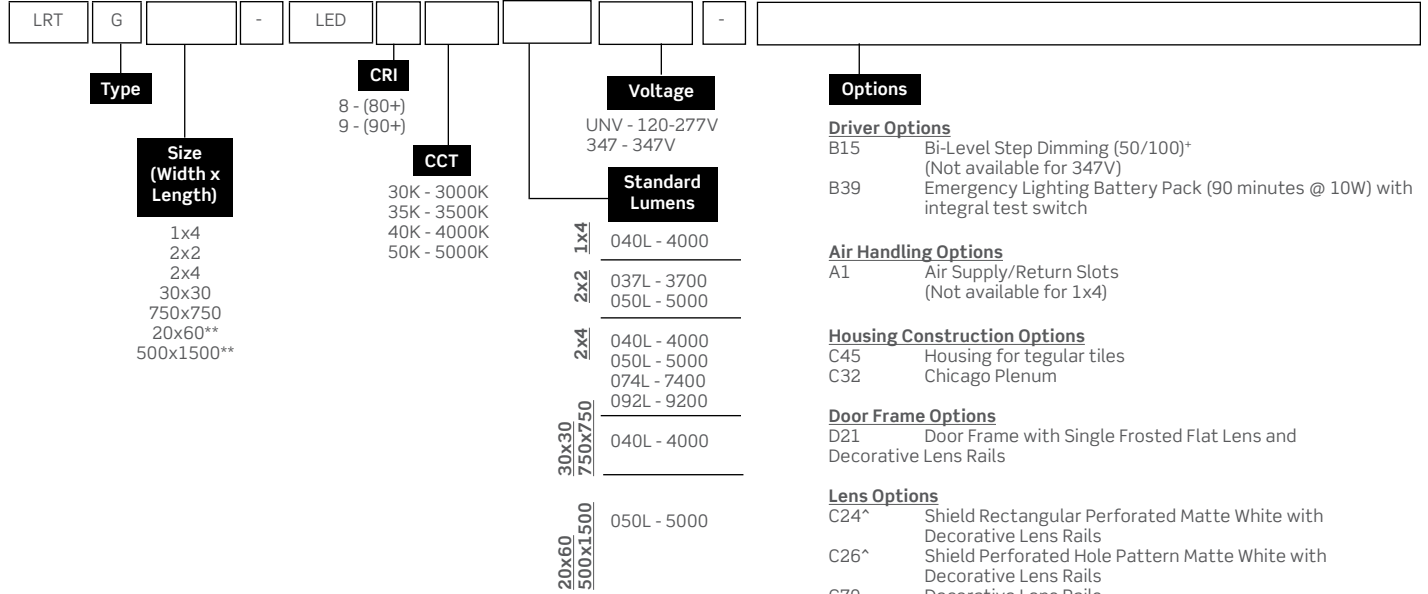 LRT G - LED -
Type
Size
(Width x
Length)
1x4
2x2
2x4
30x30
750x750
20x60**
500x1500**
CRI
8 - (80+)
9 - (90+)
CCT
30K - 3000K
35K - 3500K
40K - 4000K
50K - 5000K
Voltage
UNV - 120-277V
347 - 347V
Standard
Lumens
1x4
040L - 4000
2x2
037L - 3700
050L - 5000
2x4
040L - 4000
050L - 5000
074L - 7400
092L - 9200
30x30
750x750
040L - 4000
20x60
500x1500
050L - 5000
Options
Driver Options
B15 Bi-Level Step Dimming (50/100)+
(Not available for 347V)
B39 Emergency Lighting Battery Pack (90 minutes @ 10W) with
integral test switch
Air Handling Options
A1 Air Supply/Return Slots
(Not available for 1x4)
Housing Construction Options
C45 Housing for tegular tiles
C32 Chicago Plenum
Door Frame Options
D21 Door Frame with Single Frosted Flat Lens and
Decorative Lens Rails
Lens Options
C24^ Shield Rectangular Perforated Matte White with
Decorative Lens Rails
C26^ Shield Perforated Hole Pattern Matte White with
Decorative Lens Rails
Decorative Lens Rails